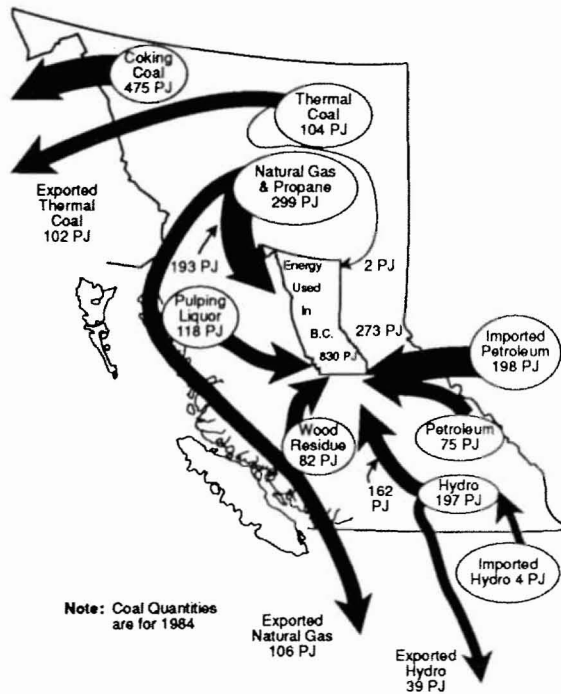 Coking
Coal
475 PJ
Thermal
Coal
104 PJ
Exported
Thermal
Coal
102 PJ
Natural Gas
& Propane
299 PJ
193 PJ
Energy
Used
In
B.C.
830 PJ
2 PJ
Pulping
Liquor
118 PJ
273 PJ
Imported
Petroleum
198 PJ
Wood
Residue
82 PJ
Petroleum
75 PJ
162
PJ
Hydro
197 PJ
Imported
Hydro 4 PJ
Note: Coal Quantities
are for 1984
Exported
Natural Gas
106 PJ
Exported
Hydro
39 PJ